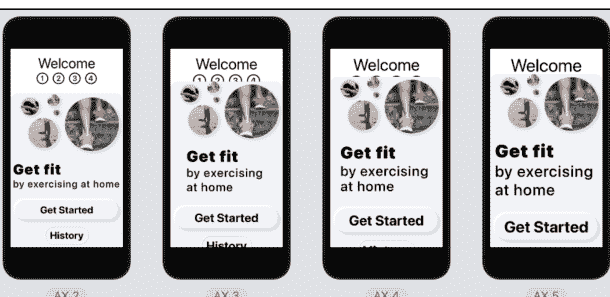 Welcome
① ② ③ ④
Get fit
by exercising at home
Get Started
History
AX 2
Welcome
① ② ③ ④
Get fit
by exercising
at home
Get Started
History
AX 3
Welcome
Get fit
by exercising
at home
Get Started
AX 4
Welcome
Get fit
by exercising
at home
Get Started
AX 5